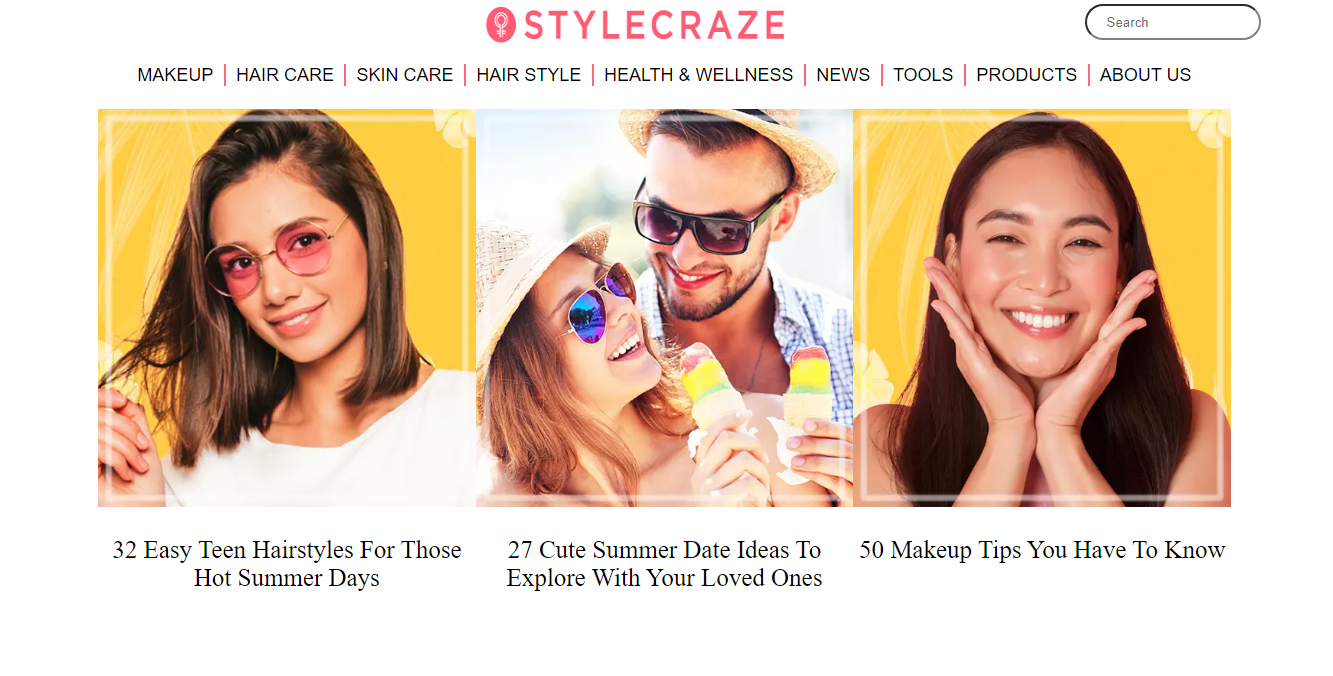 STYLECRAZE
Search
MAKEUP
HAIR CARE
SKIN CARE
HAIR STYLE
HEALTH & WELLNESS
NEWS
TOOLS
PRODUCTS
ABOUT US
32 Easy Teen Hairstyles For Those
Hot Summer Days
27 Cute Summer Date Ideas To
Explore With Your Loved Ones
50 Makeup Tips You Have To Know